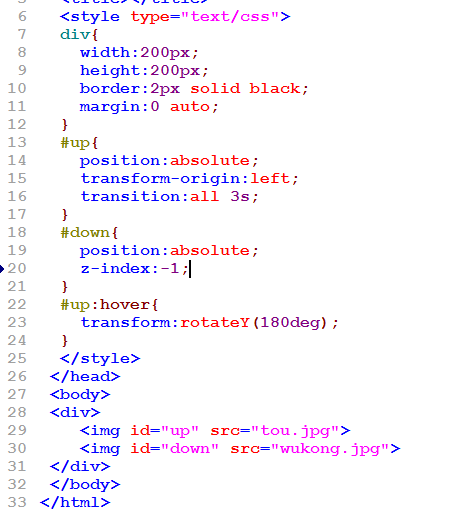 5 <title></title>
6 <style type="text/css">
7 div{
8 width:200px;
9 height:200px;
10 border:2px solid black;
11 margin:0 auto;
12 }
13 #up{
14 position:absolute;
15 transform-origin:left;
16 transition:all 3s;
17 }
18 #down{
19 position:absolute;
20 z-index:-1;
21 }
22 #up:hover{
23 transform:rotateY(180deg);
24 }
25 </style>
26 </head>
27 <body>
28 <div>
29 <img id="up" src="tou.jpg">
30 <img id="down" src="wukong.jpg">
31 </div>
32 </body>
33 </html>